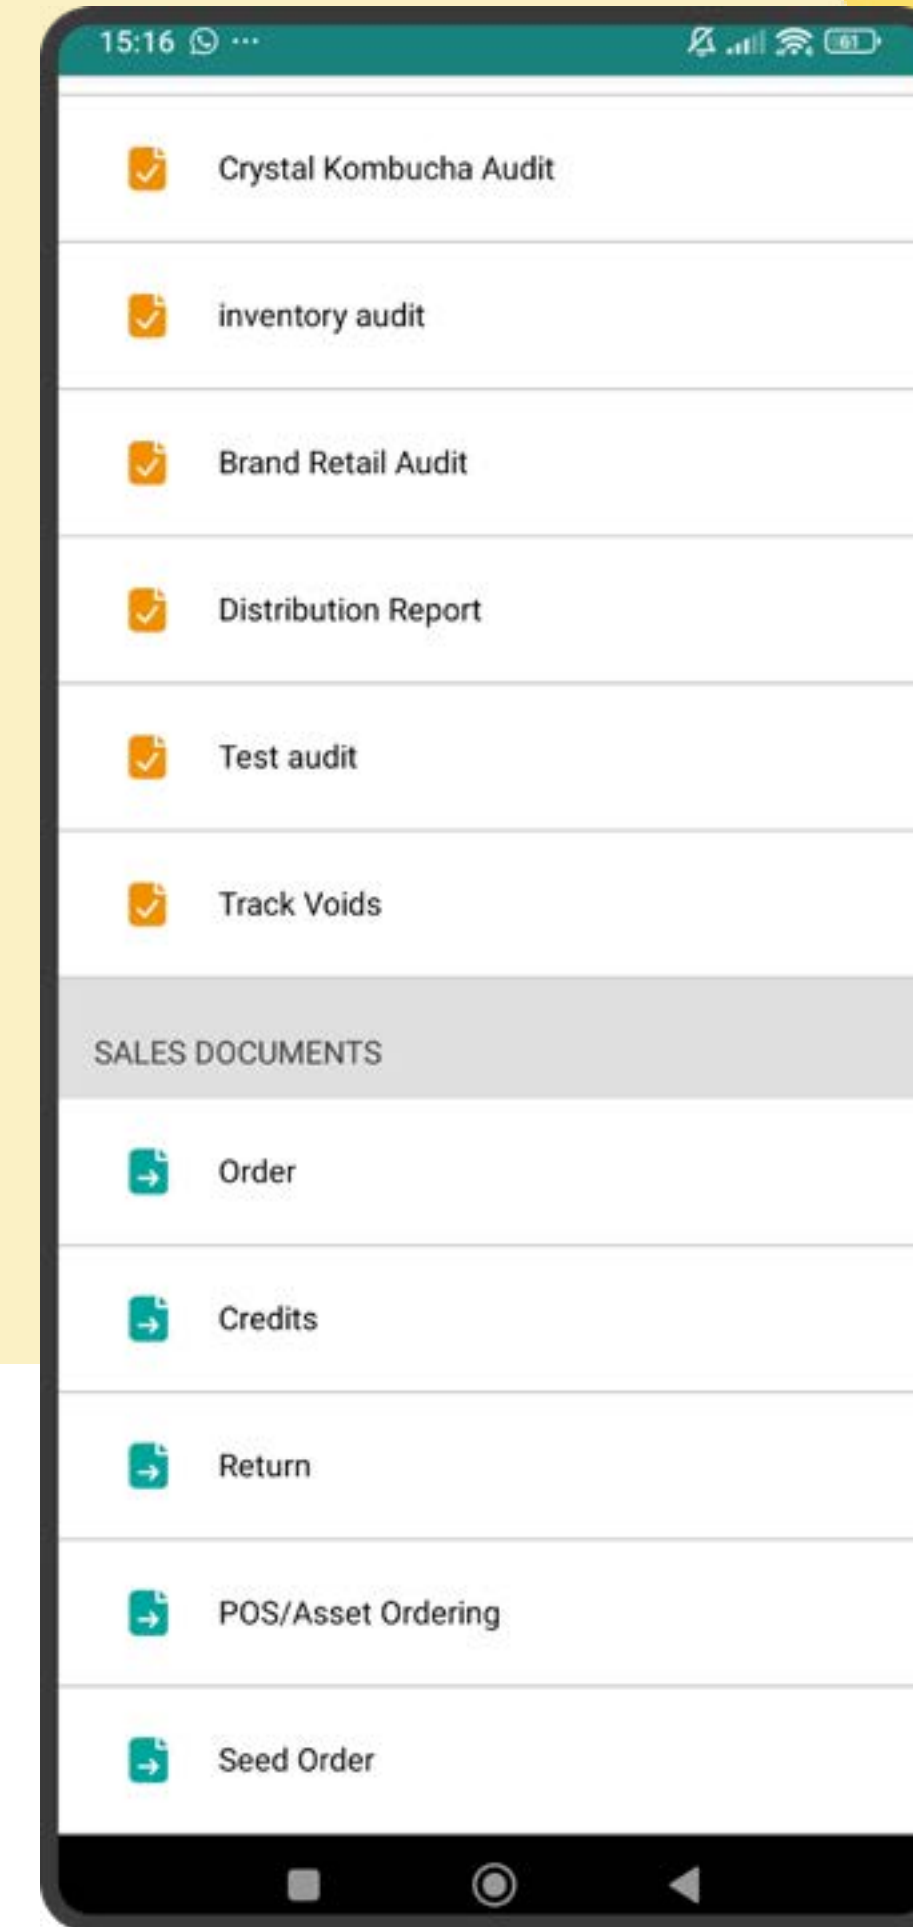 15:16 ...
61
Crystal Kombucha Audit
inventory audit
Brand Retail Audit
Distribution Report
Test audit
Track Voids
SALES DOCUMENTS
Order
Credits
Return
POS/Asset Ordering
Seed Order